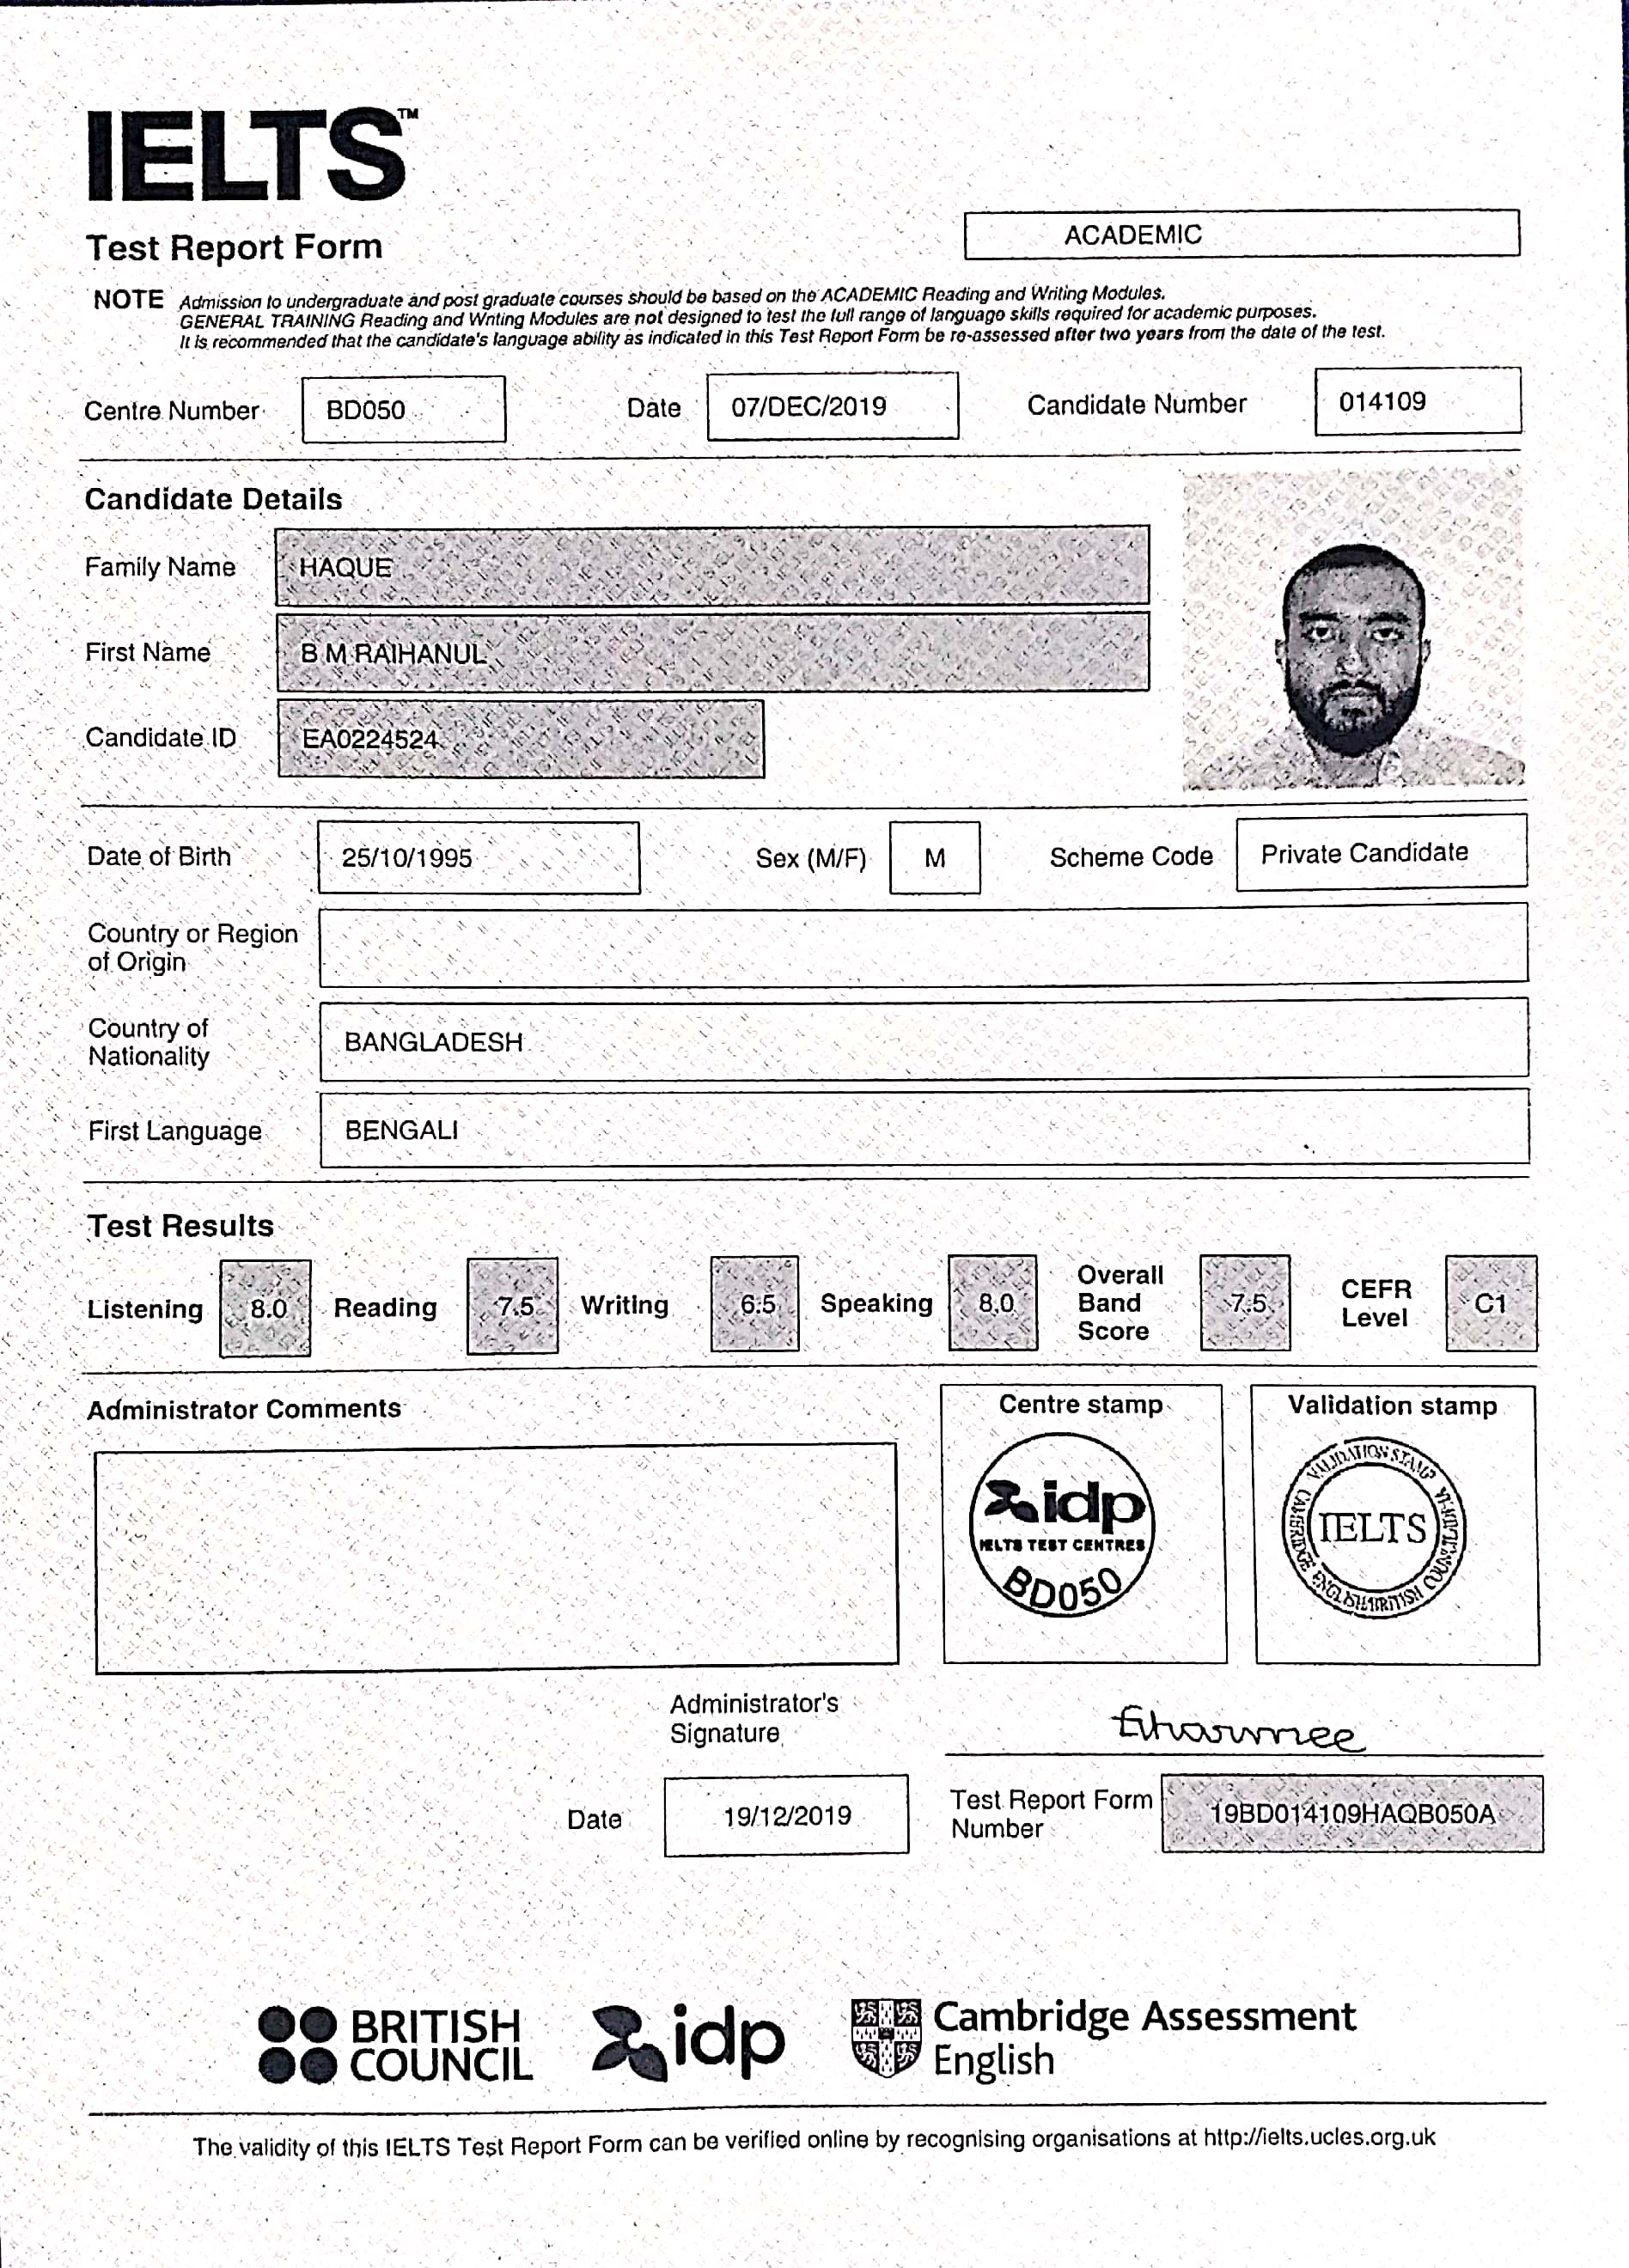 IELTS™
Test Report Form
ACADEMIC
NOTE Admission to undergraduate and post graduate courses should be based on the ACADEMIC Reading and Writing Modules.
GENERAL TRAINING Reading and Writing Modules are not designed to test the full range of language skills required for academic purposes.
It is recommended that the candidate's language ability as indicated in this Test Report Form be re-assessed after two years from the date of the test.
Centre Number BD050 Date 07/DEC/2019 Candidate Number 014109
Candidate Details
Family Name HAQUE
First Name B M RAIHANUL
Candidate ID EA0224524
Date of Birth 25/10/1995 Sex (M/F) M Scheme Code Private Candidate
Country or Region
of Origin
Country of
Nationality
BANGLADESH
First Language BENGALI
Test Results
Listening 8.0 Reading 7.5 Writing 6.5 Speaking 8.0 Overall Band Score 7.5 CEFR Level C1
Administrator Comments
Centre stamp
idp
IELTS TEST CENTRES
BD050
Validation stamp
VALIDATION STAMP
IELTS
CAMBRIDGE ENGLISH BRITISH COUNCIL
Administrator's
Signature
Date 19/12/2019
Test Report Form
Number
19BD014109HAQB050A
BRITISH
COUNCIL
idp
Cambridge Assessment
English
The validity of this IELTS Test Report Form can be verified online by recognising organisations at http://ielts.ucles.org.uk